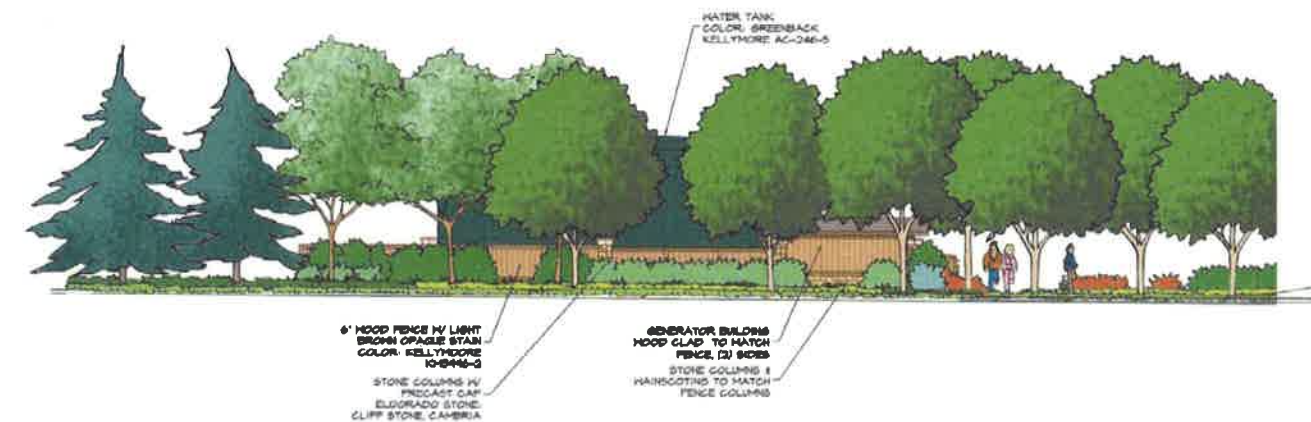 WATER TANK
COLOR: GREENBACK
KELLYMORE AC-246-5
6' WOOD FENCE W/ LIGHT
BROWN OPAQUE STAIN
COLOR: KELLYMOORE
STONE COLUMNS W/
PRECAST CAP
ELDORADO STONE:
CLIFF STONE, CAMBRIA
GENERATOR BUILDING
WOOD CLAD TO MATCH
FENCE, (2) SIDES
STONE COLUMNS &
WAINSCOTING TO MATCH
FENCE COLUMNS